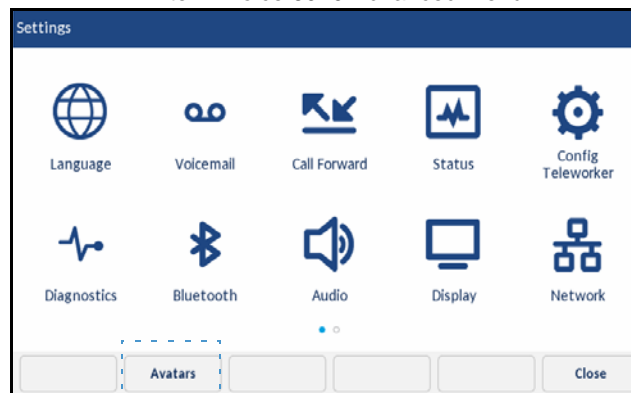 Settings
Language Voicemail Call Forward Status Config Teleworker
Diagnostics Bluetooth Audio Display Network
Avatars Close